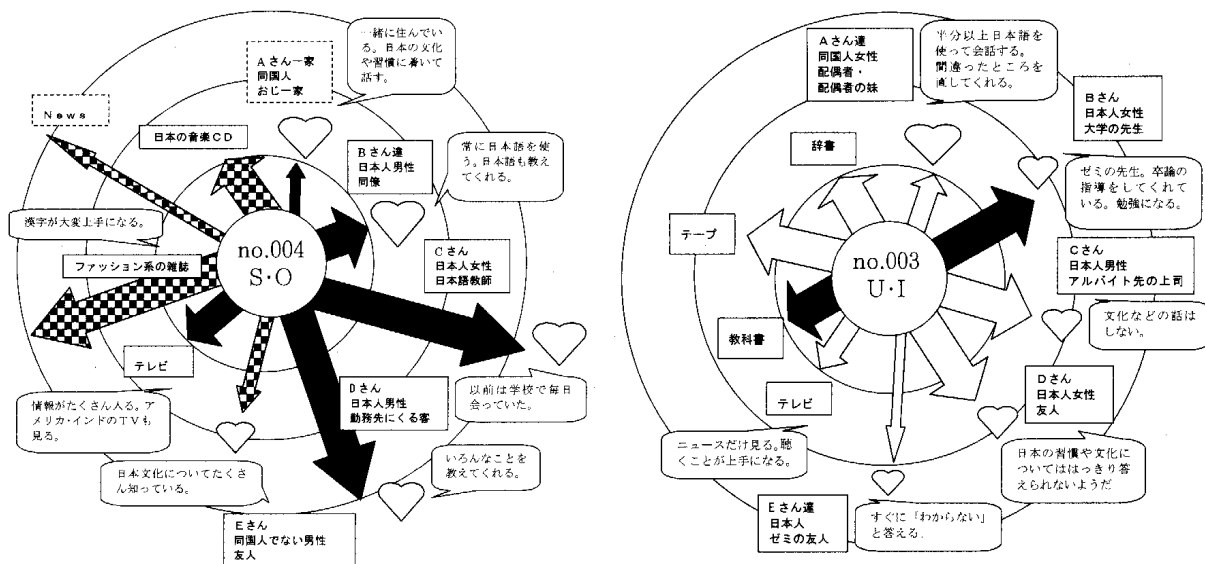 Aさん一家
同国人
おじ一家
一緒に住んでい
る。日本の文化
や習慣に着いて
話す。
News
日本の音楽CD
Bさん達
日本人男性
同僚
常に日本語を使
う。日本語も教え
てくれる。
漢字が大変上手になる。
no.004
S・O
ファッション系の雑誌
Cさん
日本人女性
日本語教師
テレビ
以前は学校で毎日
会っていた。
Dさん
日本人男性
勤務先にくる客
情報がたくさん入る。ア
メリカ・インドのTVも
見る。
日本文化についてたくさ
ん知っている。
いろんなことを
教えてくれる。
Eさん
同国人でない男性
友人
Aさん達
同国人女性
配偶者・
配偶者の妹
半分以上日本語を
使って会話する。
間違ったところを
直してくれる。
Bさん
日本人女性
大学の先生
辞書
ゼミの先生。卒論の
指導をしてくれて
いる。勉強になる。
テープ
no.003
U・I
Cさん
日本人男性
アルバイト先の上司
文化などの話は
しない。
教科書
Dさん
日本人女性
友人
テレビ
ニュースだけ見る。聴
くことが上手になる。
日本の習慣や文化に
ついてははっきり答
えられないようだ
Eさん達
日本人
ゼミの友人
すぐに「わからない」
と答える。